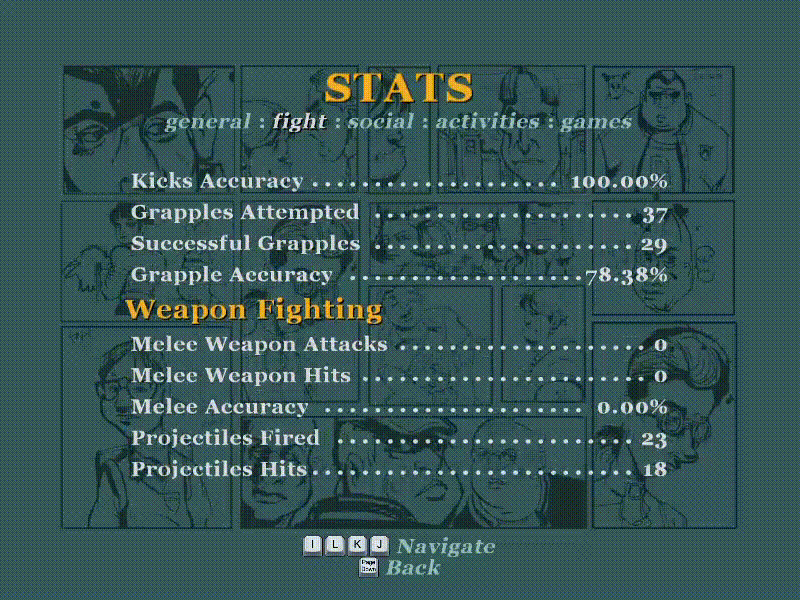 STATS
general : fight : social : activities : games
Kicks Accuracy . . . . . . . . . . . . . . . . . . . . 100.00%
Grapples Attempted . . . . . . . . . . . . . . . . . . . . . 37
Successful Grapples . . . . . . . . . . . . . . . . . . . . . 29
Grapple Accuracy . . . . . . . . . . . . . . . . . . . . . 78.38%
Weapon Fighting
Melee Weapon Attacks . . . . . . . . . . . . . . . . . . . . 0
Melee Weapon Hits . . . . . . . . . . . . . . . . . . . . . . . 0
Melee Accuracy . . . . . . . . . . . . . . . . . . . . . 0.00%
Projectiles Fired . . . . . . . . . . . . . . . . . . . . . . . . 23
Projectiles Hits . . . . . . . . . . . . . . . . . . . . . . . . . . 18
I L K J Navigate
Page Down Back